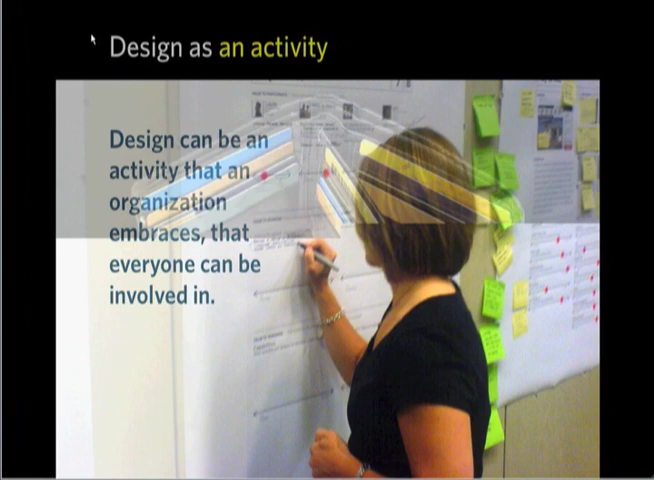 Design as an activity
Design can be an
activity that an
organization
embraces, that
everyone can be
involved in.